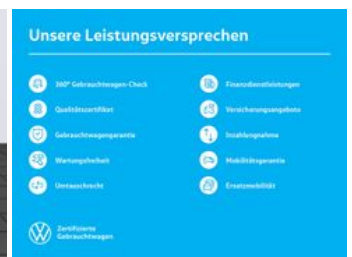 Unsere Leistungsversprechen
360° Gebrauchtwagen-Check
Qualitätszertifikat
Gebrauchtwagengarantie
Wartungsfreiheit
Umtauschrecht
Finanzdienstleistungen
Versicherungsangebote
Inzahlungnahme
Mobilitätsgarantie
Ersatzmobilität
Zertifizierte
Gebrauchtwagen